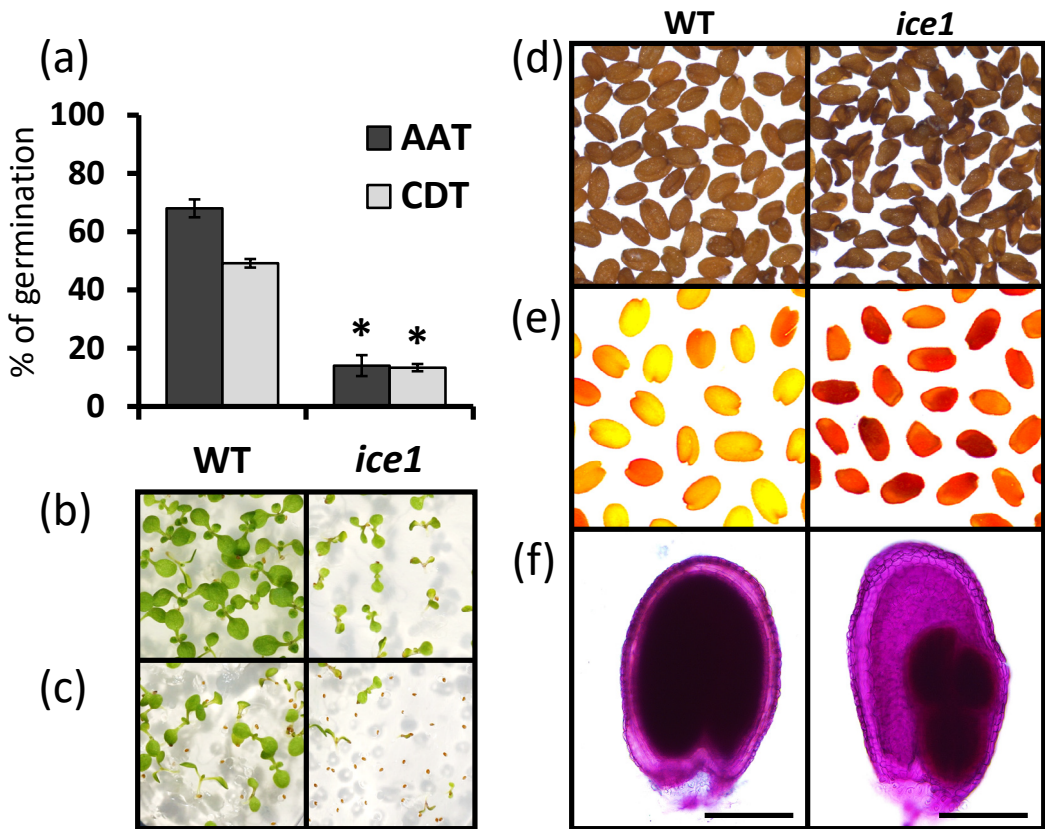 (a)
% of germination
100
80
60
40
20
0
AAT
CDT
*
*
WT
ice1
(b)
(c)
WT
ice1
(d)
(e)
(f)